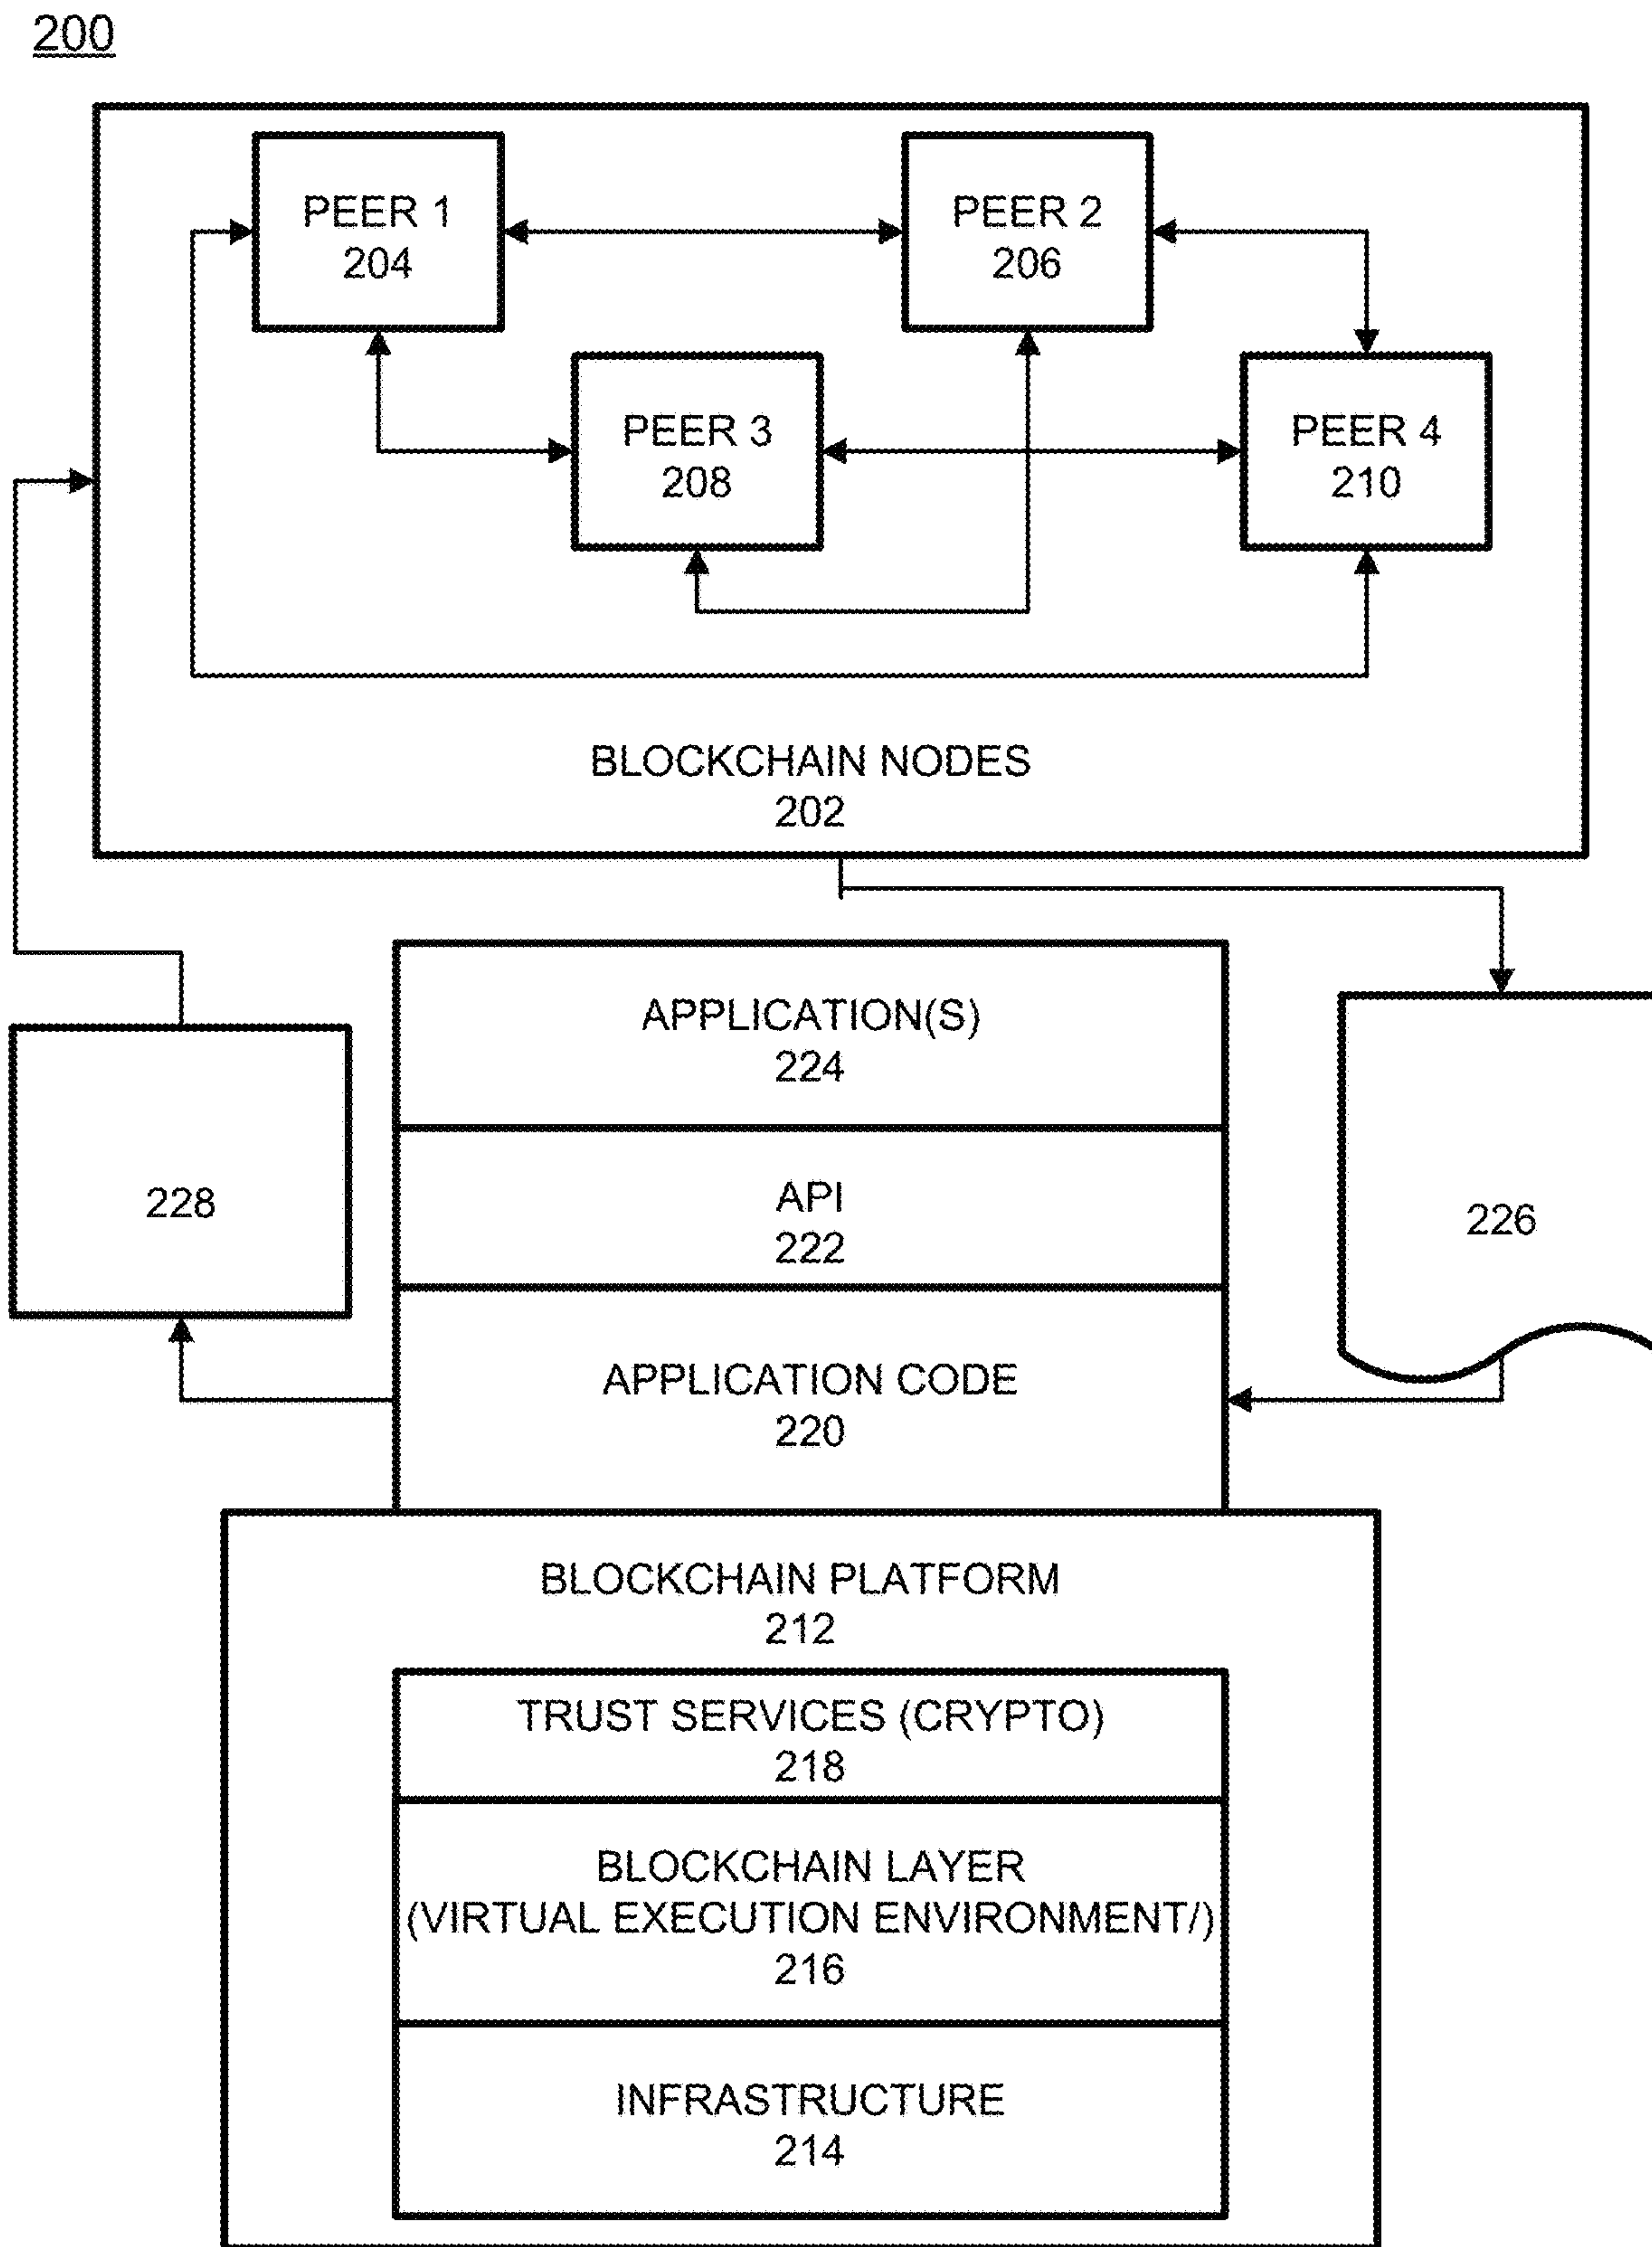 200
PEER 1
204
PEER 2
206
PEER 3
208
PEER 4
210
BLOCKCHAIN NODES
202
APPLICATION(S)
224
API
222
228
226
APPLICATION CODE
220
BLOCKCHAIN PLATFORM
212
TRUST SERVICES (CRYPTO)
218
BLOCKCHAIN LAYER
(VIRTUAL EXECUTION ENVIRONMENT/)
216
INFRASTRUCTURE
214